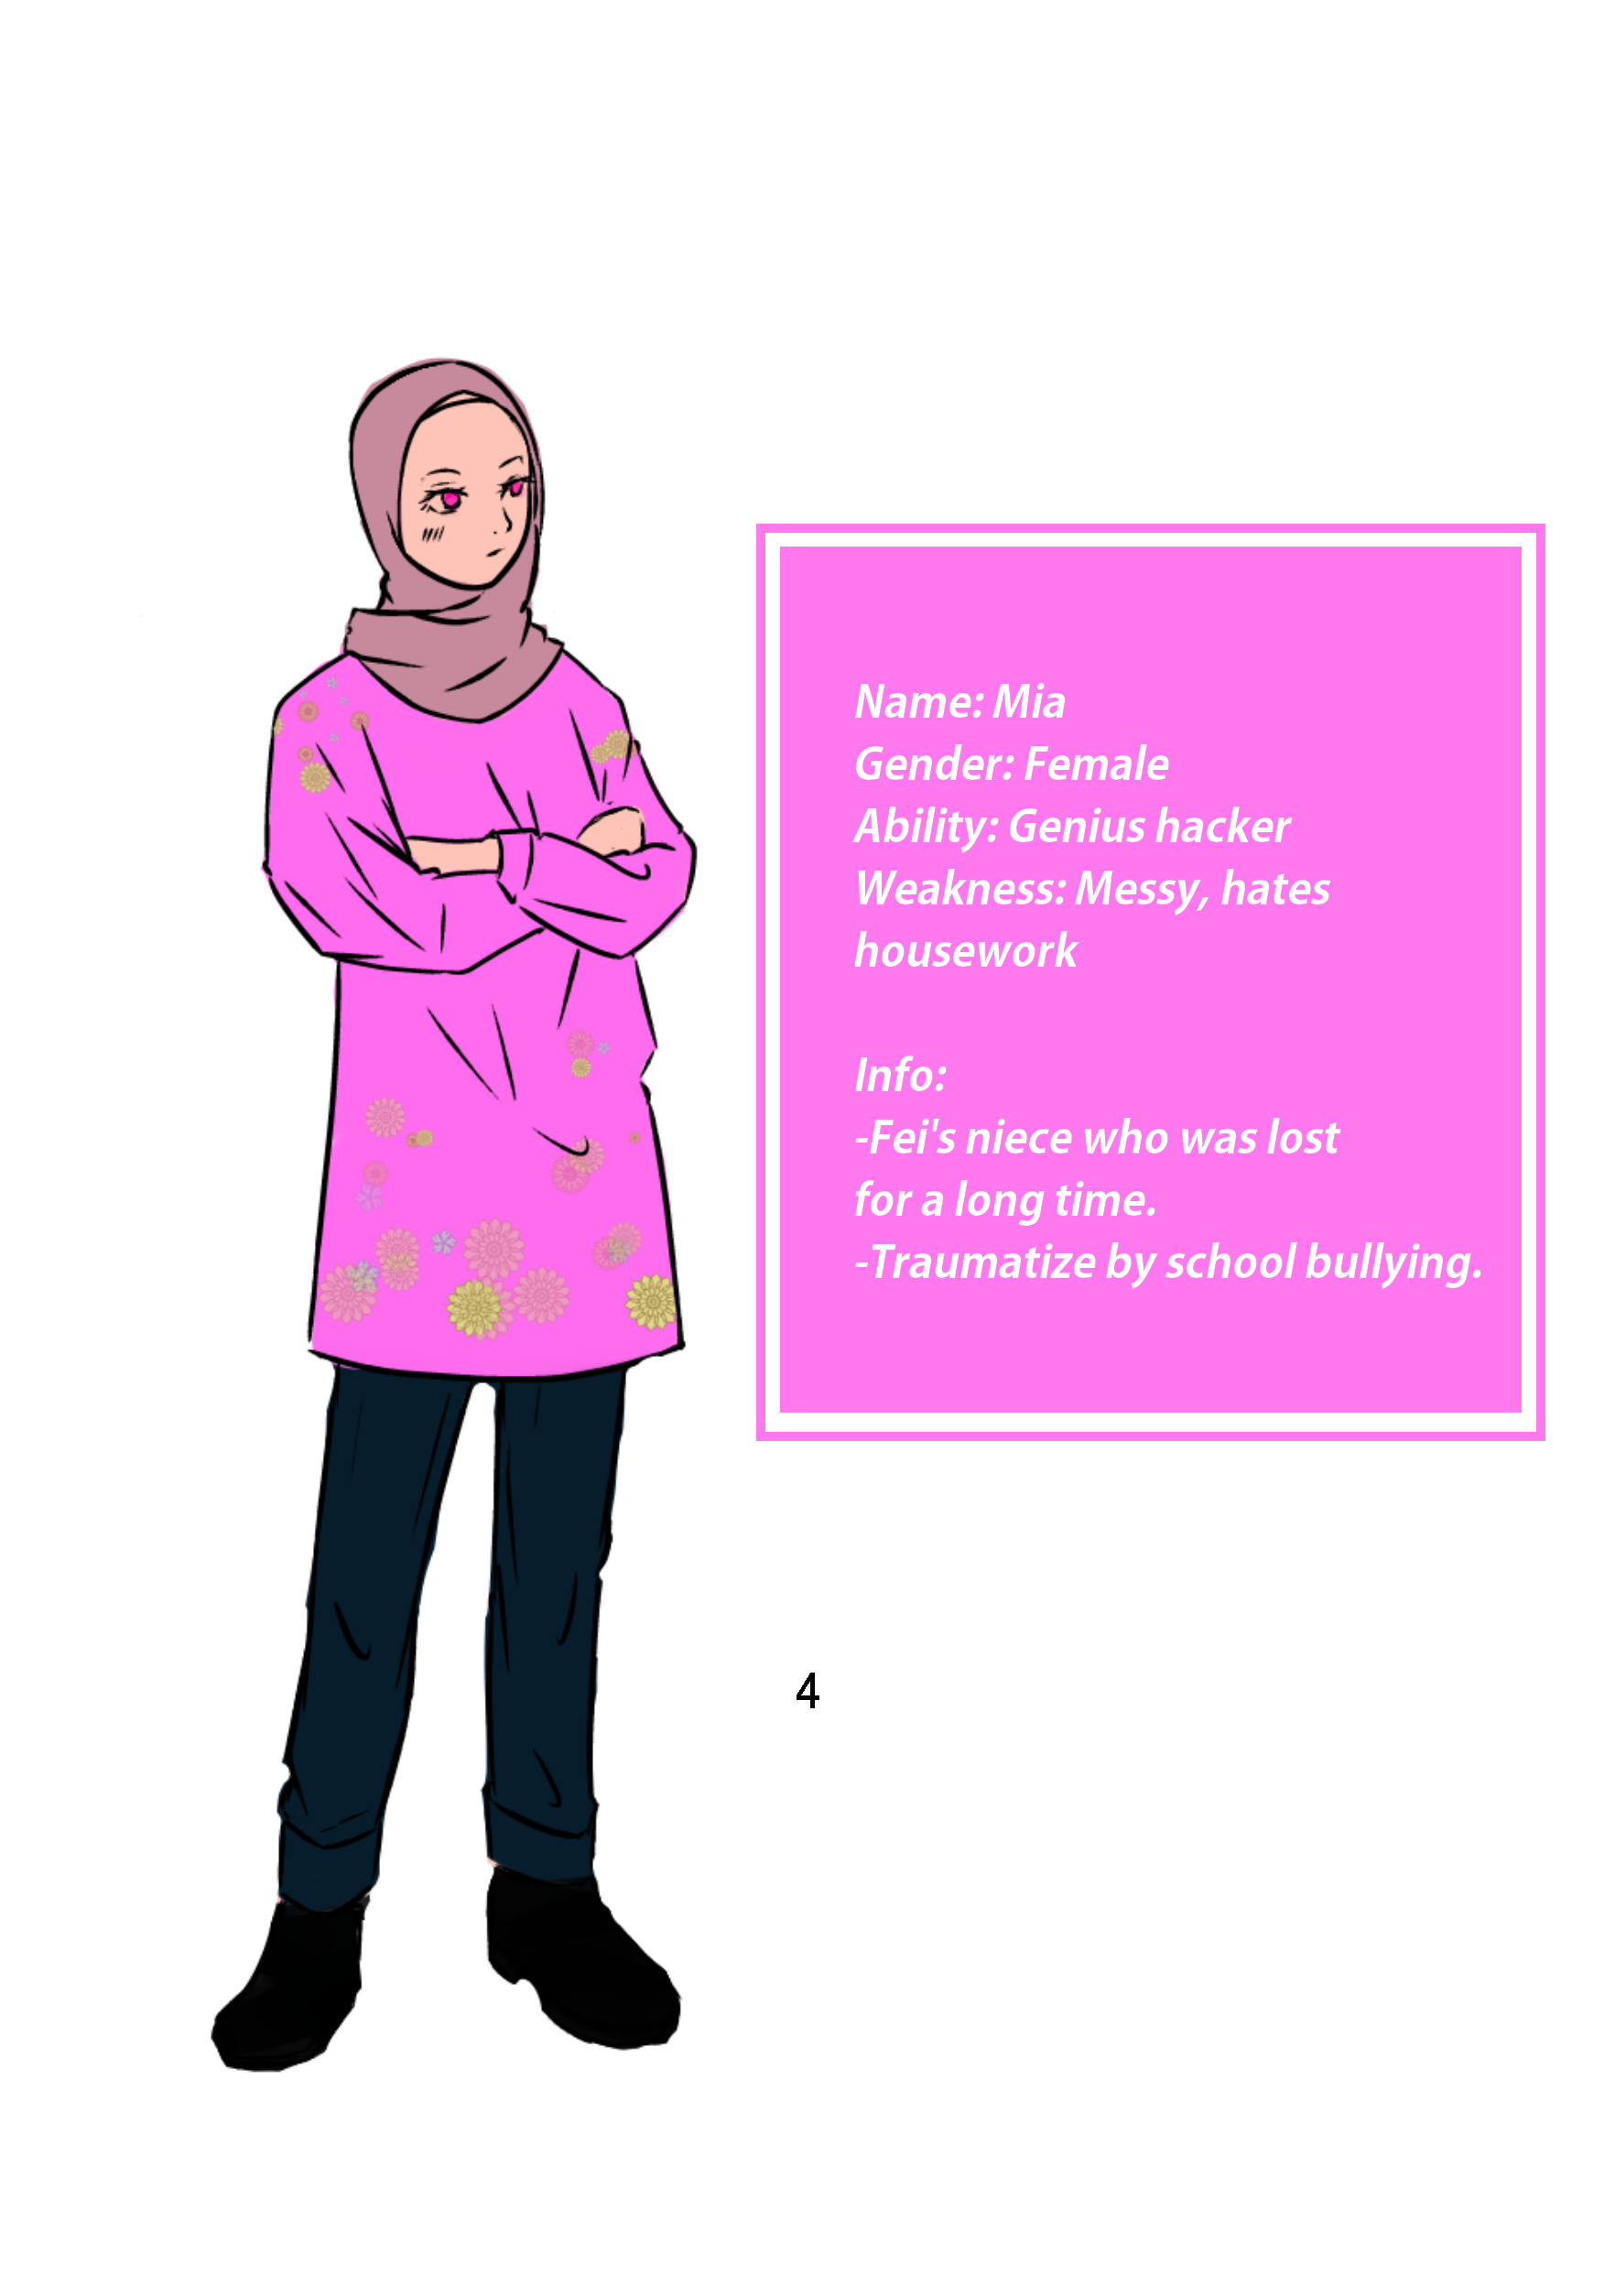 Name: Mia
Gender: Female
Ability: Genius hacker
Weakness: Messy, hates
housework
Info:
-Fei's niece who was lost
for a long time.
-Traumatize by school bullying.
4